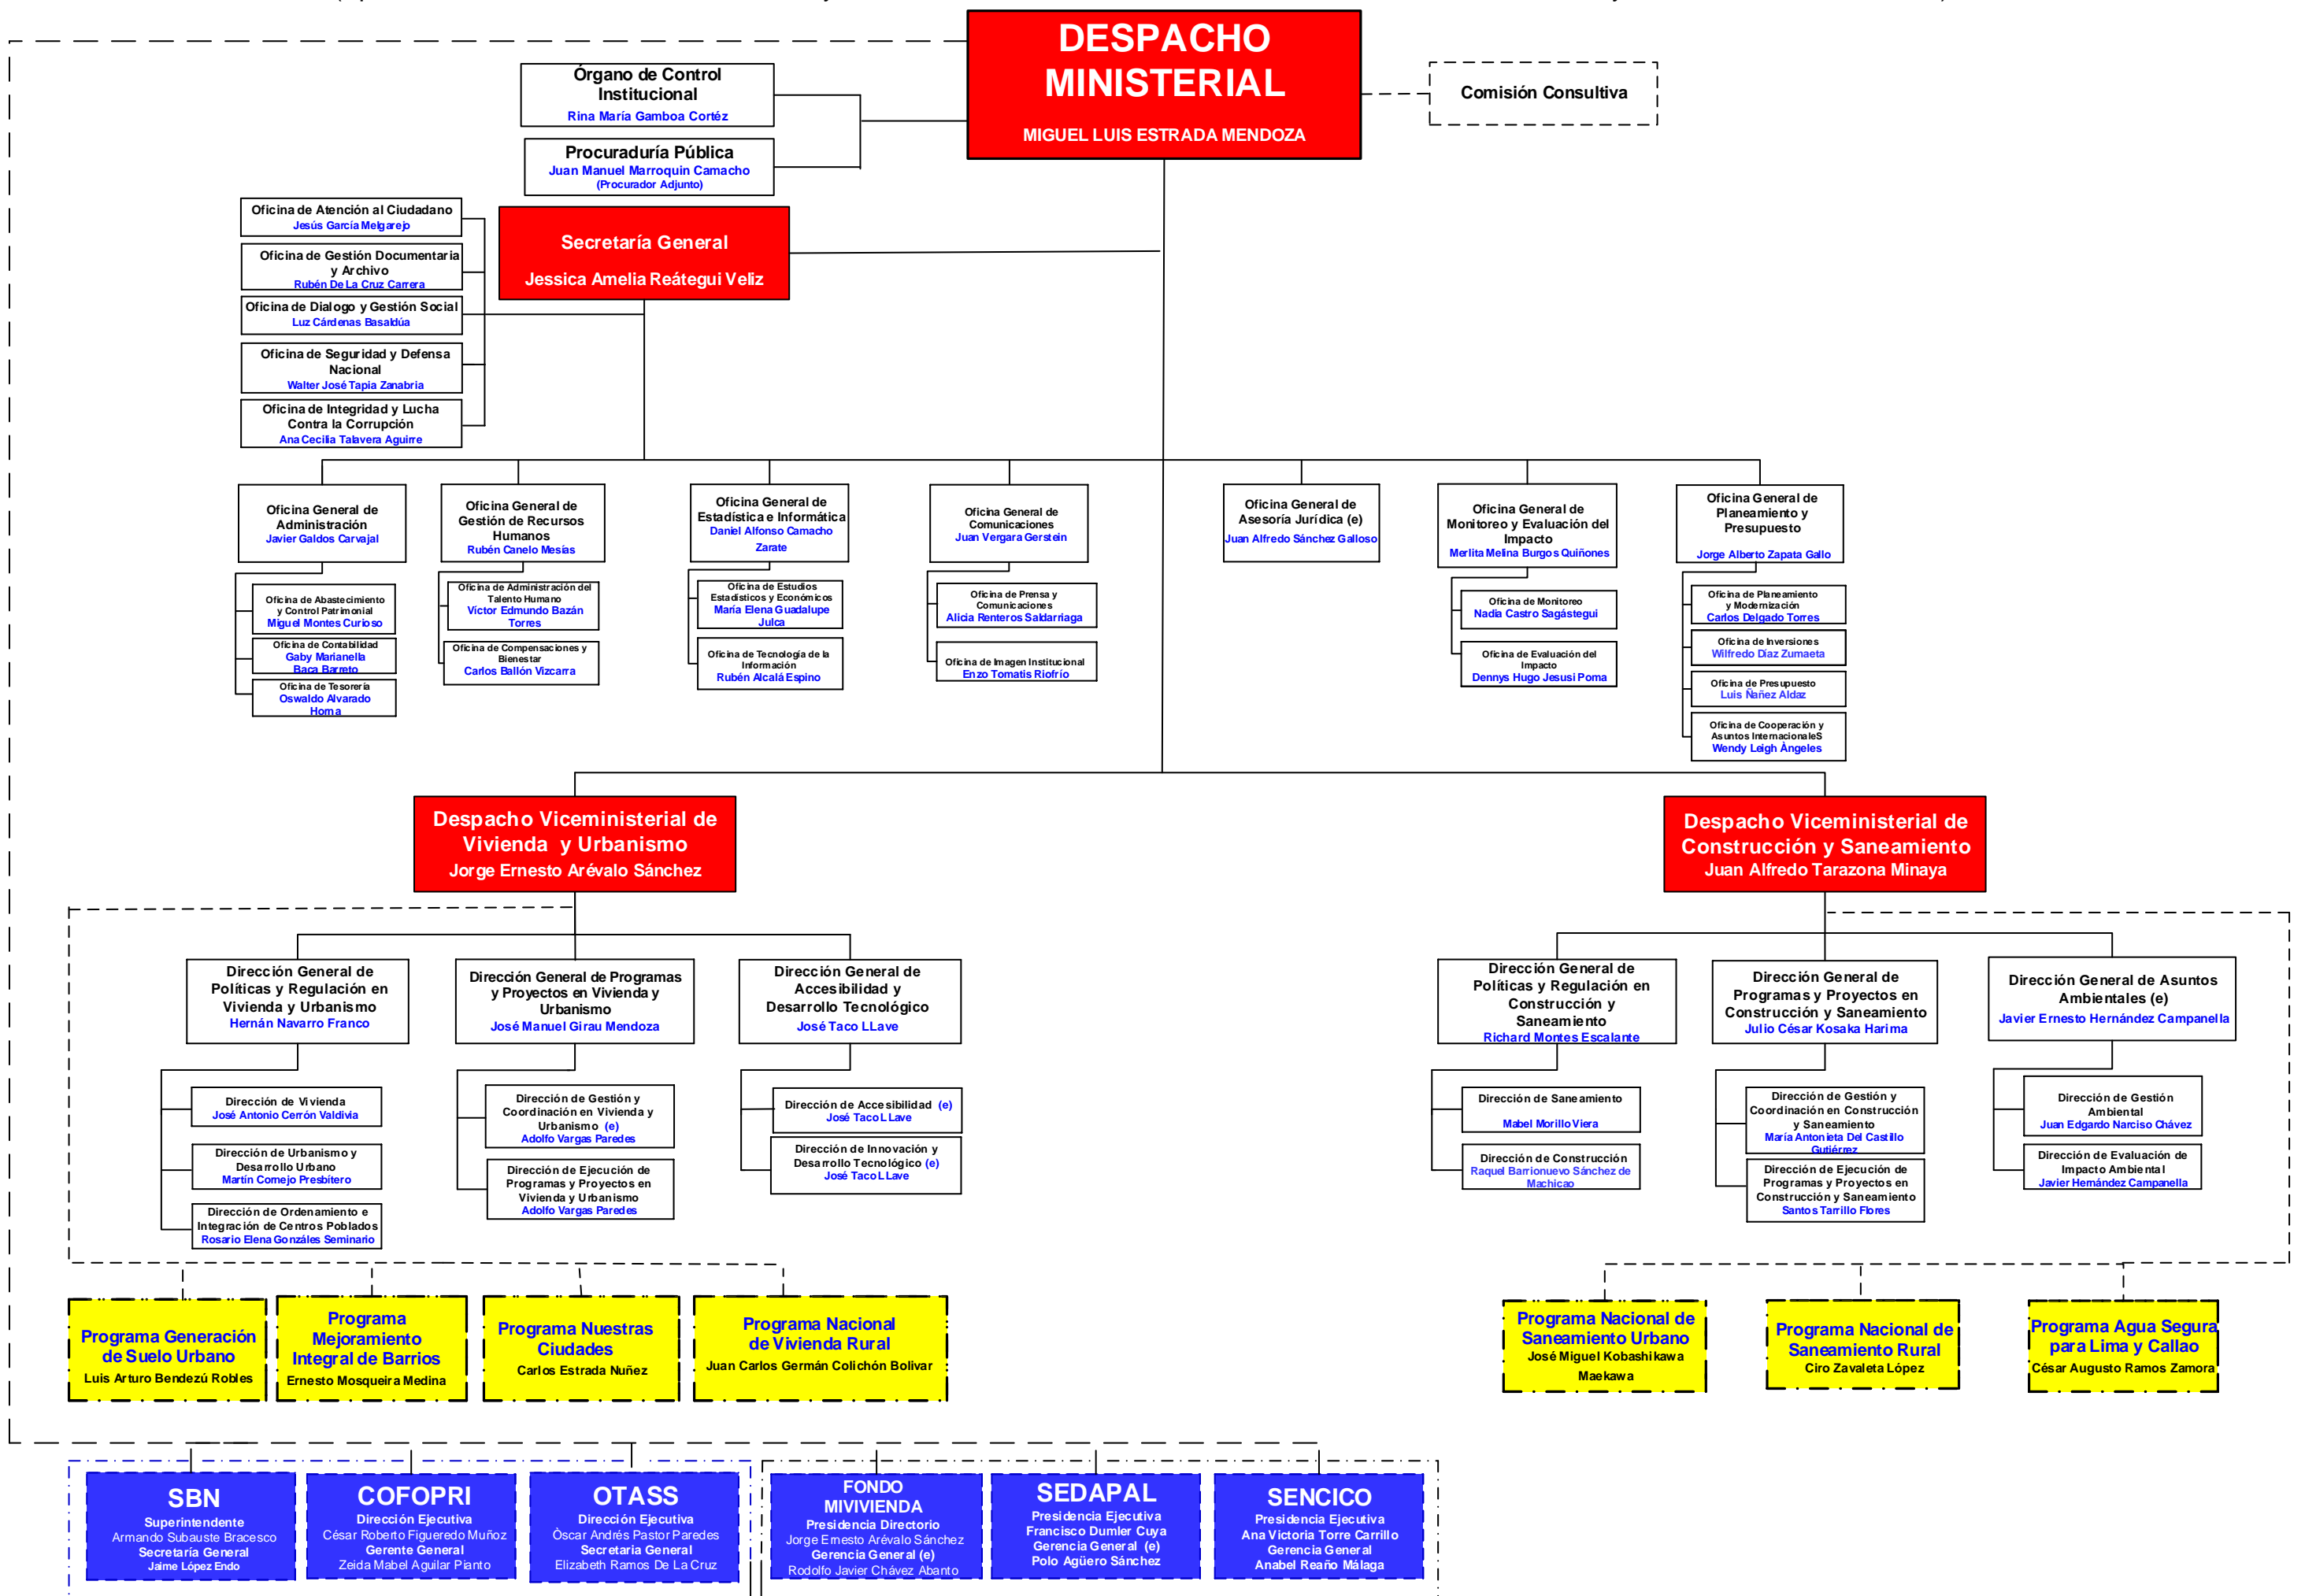 DESPACHO
MINISTERIAL
MIGUEL LUIS ESTRADA MENDOZA
Comisión Consultiva
Órgano de Control
Institucional
Rina María Gamboa Cortéz
Procuraduría Pública
Juan Manuel Marroquin Camacho
(Procurador Adjunto)
Secretaría General
Jessica Amelia Reátegui Veliz
Oficina de Atención al Ciudadano
Jesús García Melgarejo
Oficina de Gestión Documentaria
y Archivo
Rubén De La Cruz Carrera
Oficina de Dialogo y Gestión Social
Luz Cárdenas Basaldúa
Oficina de Seguridad y Defensa
Nacional
Walter José Tapia Zanabria
Oficina de Integridad y Lucha
Contra la Corrupción
Ana Cecilia Talavera Aguirre
Oficina General de
Administración
Javier Galdos Carvajal
Oficina de Abastecimiento
y Control Patrimonial
Miguel Montes Curioso
Oficina de Contabilidad
Gaby Marianella
Baca Barreto
Oficina de Tesorería
Oswaldo Alvarado
Horna
Oficina General de
Gestión de Recursos
Humanos
Rubén Canelo Mesías
Oficina de Administración del
Talento Humano
Víctor Edmundo Bazán
Torres
Oficina de Compensaciones y
Bienestar
Carlos Ballón Vizcarra
Oficina General de
Estadística e Informática
Daniel Alfonso Camacho
Zarate
Oficina de Estudios
Estadísticos y Económicos
María Elena Guadalupe
Julca
Oficina de Tecnología de la
Información
Rubén Alcalá Espino
Oficina General de
Comunicaciones
Juan Vergara Gerstein
Oficina de Prensa y
Comunicaciones
Alicia Renteros Saldarriaga
Oficina de Imagen Institucional
Enzo Tomatis Riofrío
Oficina General de
Asesoría Jurídica (e)
Juan Alfredo Sánchez Galloso
Oficina General de
Monitoreo y Evaluación del
Impacto
Merlita Melina Burgos Quiñones
Oficina de Monitoreo
Nadia Castro Sagástegui
Oficina de Evaluación del
Impacto
Dennys Hugo Jesusi Poma
Oficina General de
Planeamiento y
Presupuesto
Jorge Alberto Zapata Gallo
Oficina de Planeamiento
y Modernización
Carlos Delgado Torres
Oficina de Inversiones
Wilfredo Díaz Zumaeta
Oficina de Presupuesto
Luis Ñañez Aldaz
Oficina de Cooperación y
Asuntos InternacionaleS
Wendy Leigh Àngeles
Despacho Viceministerial de
Vivienda y Urbanismo
Jorge Ernesto Arévalo Sánchez
Despacho Viceministerial de
Construcción y Saneamiento
Juan Alfredo Tarazona Minaya
Dirección General de
Políticas y Regulación en
Vivienda y Urbanismo
Hernán Navarro Franco
Dirección de Vivienda
José Antonio Cerrón Valdivia
Dirección de Urbanismo y
Desarrollo Urbano
Martín Cornejo Presbítero
Dirección de Ordenamiento e
Integración de Centros Poblados
Rosario Elena Gonzáles Seminario
Dirección General de Programas
y Proyectos en Vivienda y
Urbanismo
José Manuel Girau Mendoza
Dirección de Gestión y
Coordinación en Vivienda y
Urbanismo (e)
Adolfo Vargas Paredes
Dirección de Ejecución de
Programas y Proyectos en
Vivienda y Urbanismo
Adolfo Vargas Paredes
Dirección General de
Accesibilidad y
Desarrollo Tecnológico
José Taco LLave
Dirección de Accesibilidad (e)
José Taco LLave
Dirección de Innovación y
Desarrollo Tecnológico (e)
José Taco LLave
Dirección General de
Políticas y Regulación en
Construcción y
Saneamiento
Richard Montes Escalante
Dirección de Saneamiento
Mabel Morillo Viera
Dirección de Construcción
Raquel Barrionuevo Sánchez de
Machicao
Dirección General de
Programas y Proyectos en
Construcción y Saneamiento
Julio César Kosaka Harima
Dirección de Gestión y
Coordinación en Construcción
y Saneamiento
María Antonieta Del Castillo
Gutiérrez
Dirección de Ejecución de
Programas y Proyectos en
Construcción y Saneamiento
Santos Tarrillo Flores
Dirección General de Asuntos
Ambientales (e)
Javier Ernesto Hernández Campanella
Dirección de Gestión
Ambiental
Juan Edgardo Narciso Chávez
Dirección de Evaluación de
Impacto Ambiental
Javier Hernández Campanella
Programa Generación
de Suelo Urbano
Luis Arturo Bendezú Robles
Programa
Mejoramiento
Integral de Barrios
Ernesto Mosqueira Medina
Programa Nuestras
Ciudades
Carlos Estrada Nuñez
Programa Nacional
de Vivienda Rural
Juan Carlos Germán Colichón Bolivar
Programa Nacional de
Saneamiento Urbano
José Miguel Kobashikawa
Maekawa
Programa Nacional de
Saneamiento Rural
Ciro Zavaleta López
Programa Agua Segura
para Lima y Callao
César Augusto Ramos Zamora
SBN
Superintendente
Armando Subauste Bracesco
Secretaría General
Jaime López Endo
COFOPRI
Dirección Ejecutiva
César Roberto Figueredo Muñoz
Gerente General
Zeida Mabel Aguilar Pianto
OTASS
Dirección Ejecutiva
Òscar Andrés Pastor Paredes
Secretaria General
Elizabeth Ramos De La Cruz
FONDO
MIVIVIENDA
Presidencia Directorio
Jorge Ernesto Arévalo Sánchez
Gerencia General (e)
Rodolfo Javier Chávez Abanto
SEDAPAL
Presidencia Ejecutiva
Francisco Dumler Cuya
Gerencia General (e)
Polo Agüero Sánchez
SENCICO
Presidencia Ejecutiva
Ana Victoria Torre Carrillo
Gerencia General
Anabel Reaño Málaga